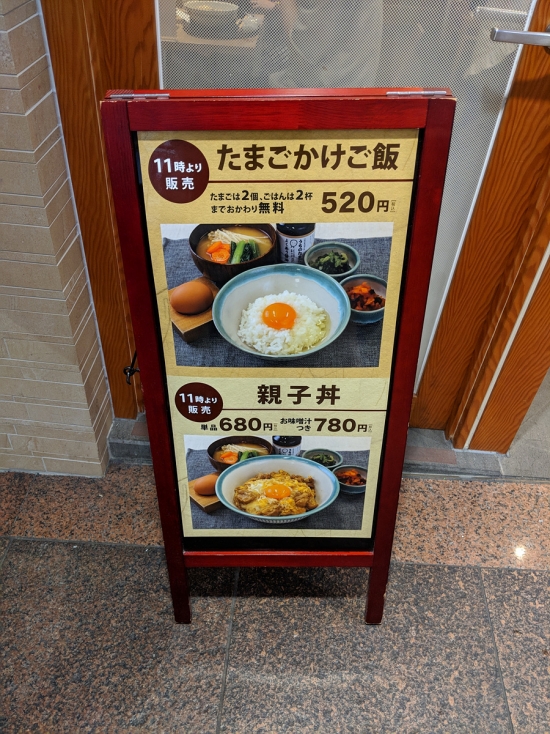 11時より
販売
たまごかけご飯
たまごは2個、ごはんは2杯
までおかわり無料
520円
11時より
販売
親子丼
単品680円
お味噌汁
つき780円